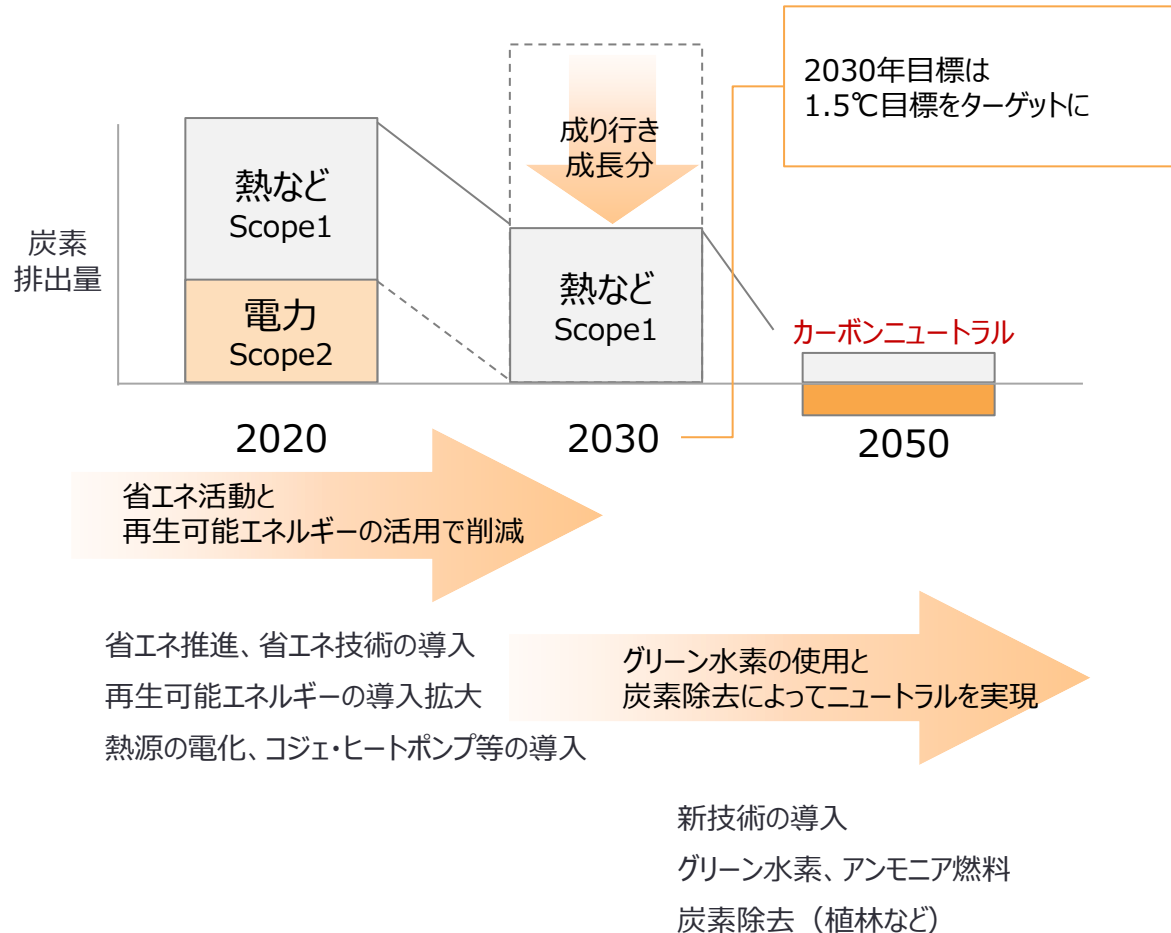 2030年目標は
1.5℃目標をターゲットに
成り行き
成長分
熱など
Scope1
電力
Scope2
熱など
Scope1
炭素
排出量
カーボンニュートラル
2020
2030
2050
省エネ活動と
再生可能エネルギーの活用で削減
省エネ推進、省エネ技術の導入
再生可能エネルギーの導入拡大
熱源の電化、コジェ・ヒートポンプ等の導入
グリーン水素の使用と
炭素除去によってニュートラルを実現
新技術の導入
グリーン水素、アンモニア燃料
炭素除去（植林など）